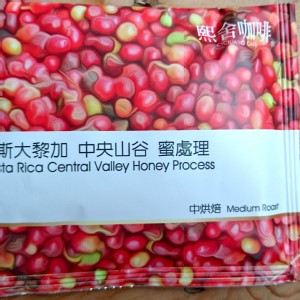 熙舍咖啡®
斯大黎加 中央山谷 蜜處理
sta Rica Central Valley Honey Process
中烘焙 Medium Roast